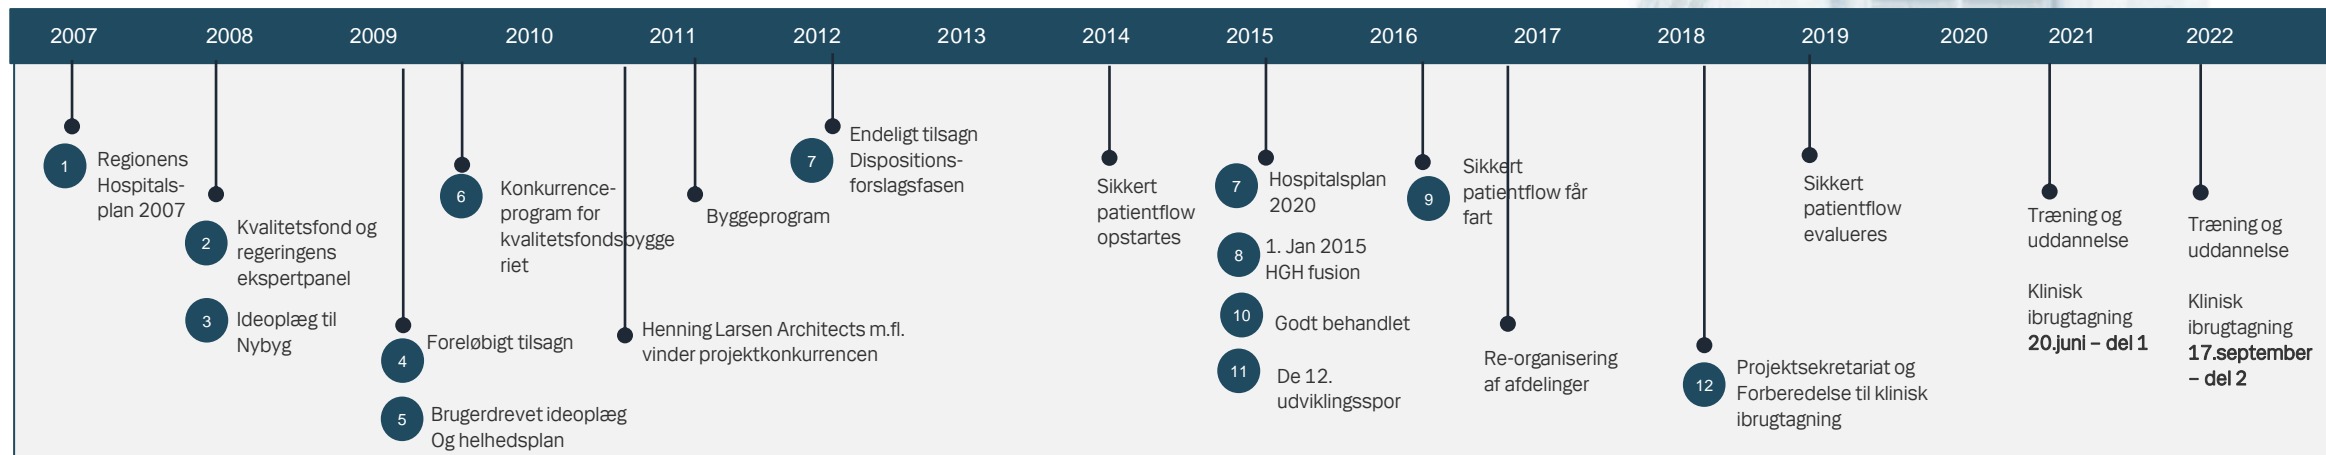 2007 2008 2009 2010 2011 2012 2013 2014 2015 2016 2017 2018 2019 2020 2021 2022
1
Regionens
Hospitals-
plan 2007
2
Kvalitetsfond og
regeringens
ekspertpanel
3
Ideoplæg til
Nybyg
4
Foreløbigt tilsagn
5
Brugerdrevet ideoplæg
Og helhedsplan
6
Konkurrence-
program for
kvalitetsfondsbygge
riet
Henning Larsen Architects m.fl.
vinder projektkonkurrencen
Byggeprogram
7
Endeligt tilsagn
Dispositions-
forslagsfasen
Sikkert
patientflow
opstartes
7
Hospitalsplan
2020
8
1. Jan 2015
HGH fusion
10
Godt behandlet
11
De 12.
udviklingsspor
9
Sikkert
patientflow får
fart
Re-organisering
af afdelinger
12
Projektsekretariat og
Forberedelse til klinisk
ibrugtagning
Sikkert
patientflow
evalueres
Træning og
uddannelse
Klinisk
ibrugtagning
20.juni – del 1
Træning og
uddannelse
Klinisk
ibrugtagning
17.september
– del 2